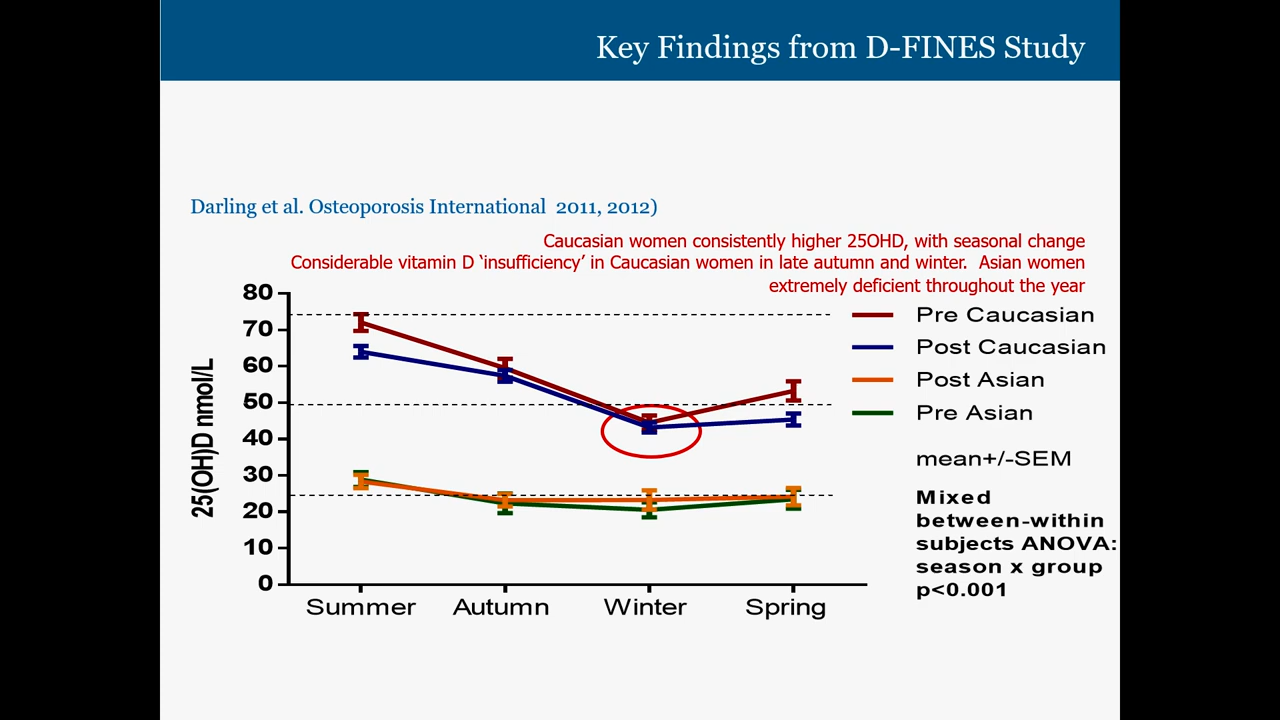 Key Findings from D-FINES Study
Darling et al. Osteoporosis International  2011, 2012)
Caucasian women consistently higher 25OHD, with seasonal change
Considerable vitamin D ‘insufficiency’ in Caucasian women in late autumn and winter.  Asian women
extremely deficient throughout the year
80
70
60
50
40
30
20
10
0
25(OH)D nmol/L
Summer
Autumn
Winter
Spring
Pre Caucasian
Post Caucasian
Post Asian
Pre Asian
mean+/-SEM
Mixed
between-within
subjects ANOVA:
season x group
p<0.001